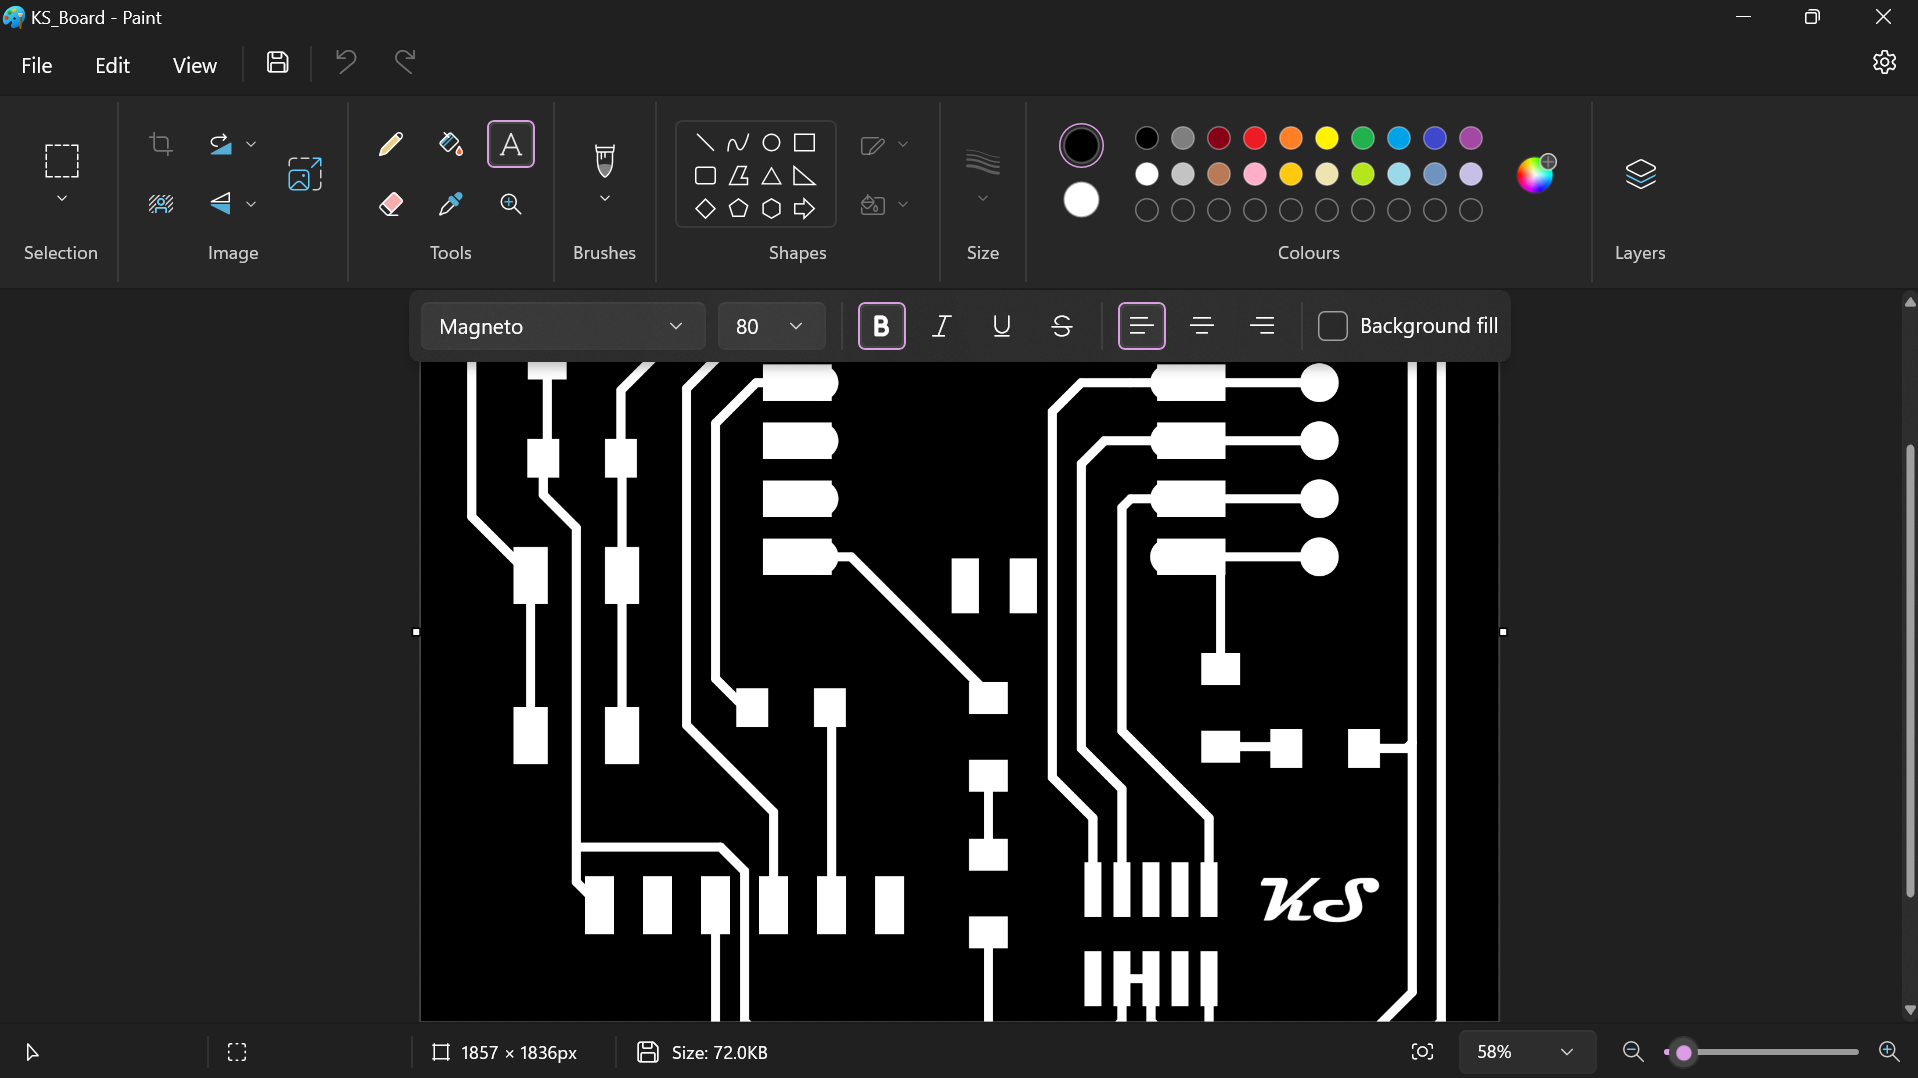 KS_Board - Paint
File Edit View
Selection Image Tools Brushes Shapes Size Colours Layers
Magneto 80 B I U S Background fill
KS
1857 × 1836px Size: 72.0KB 58%